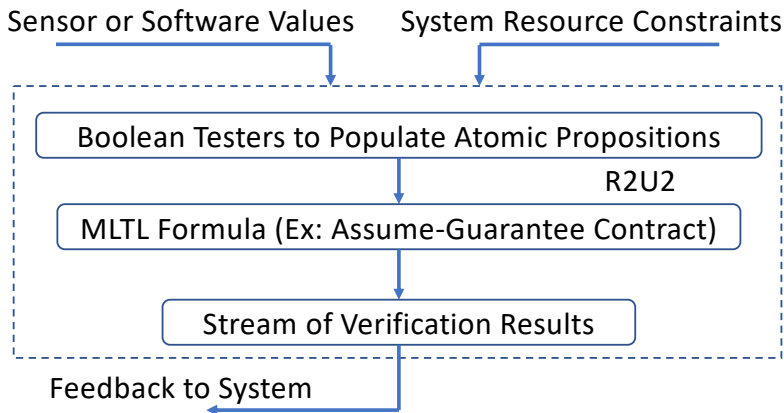 Sensor or Software Values
System Resource Constraints
Boolean Testers to Populate Atomic Propositions
R2U2
MLTL Formula (Ex: Assume-Guarantee Contract)
Stream of Verification Results
Feedback to System